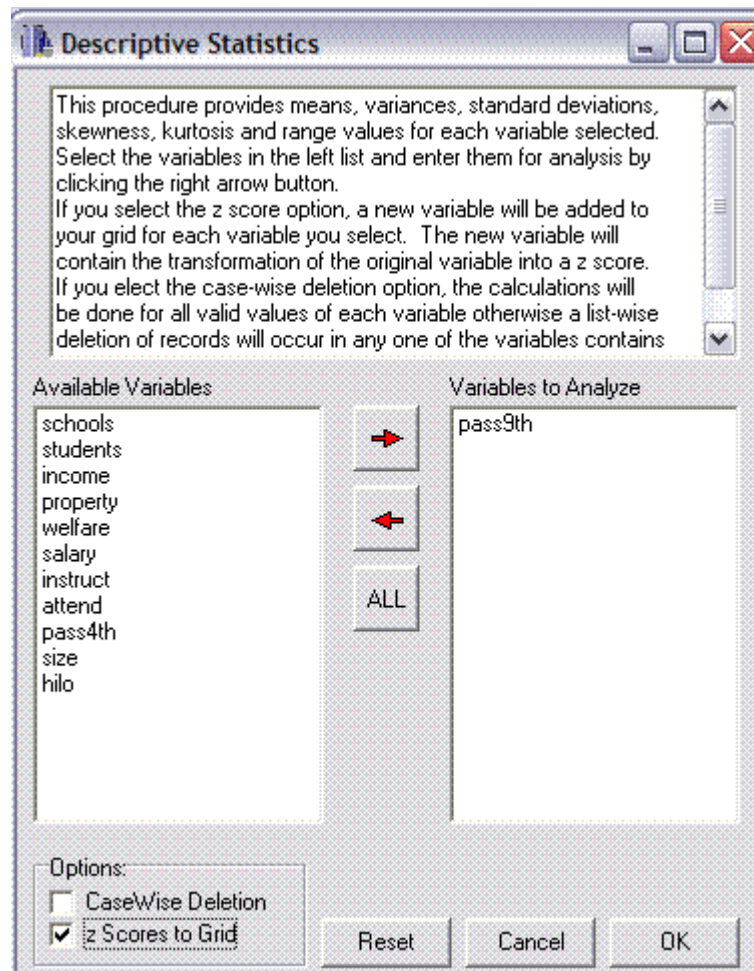 Descriptive Statistics
This procedure provides means, variances, standard deviations,
skewness, kurtosis and range values for each variable selected.
Select the variables in the left list and enter them for analysis by
clicking the right arrow button.
If you select the z score option, a new variable will be added to
your grid for each variable you select. The new variable will
contain the transformation of the original variable into a z score.
If you elect the case-wise deletion option, the calculations will
be done for all valid values of each variable otherwise a list-wise
deletion of records will occur in any one of the variables contains
Available Variables
schools
students
income
property
welfare
salary
instruct
attend
pass4th
size
hilo
ALL
Variables to Analyze
pass9th
Options:
CaseWise Deletion
z Scores to Grid
Reset
Cancel
OK